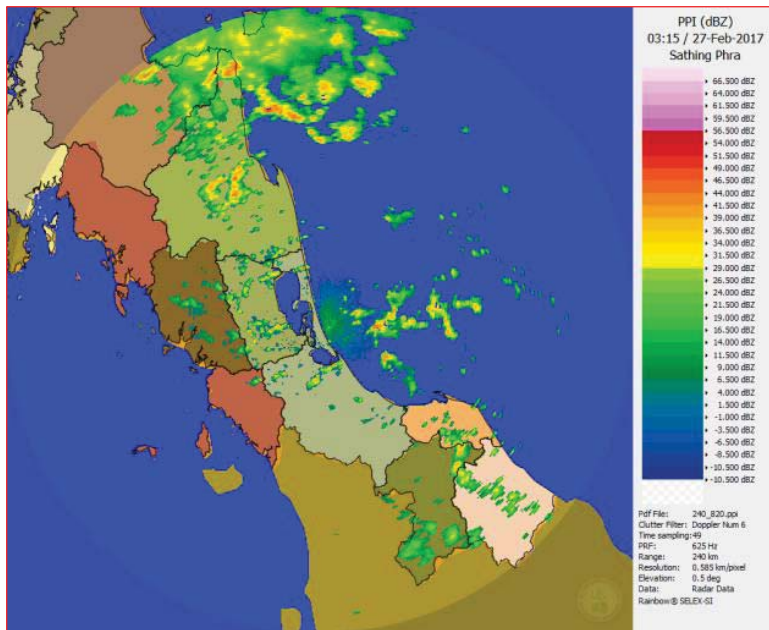 PPI (dBZ)
03:15 / 27-Feb-2017
Sathing Phra
66.500 dBZ
64.000 dBZ
61.500 dBZ
59.500 dBZ
56.500 dBZ
54.000 dBZ
51.500 dBZ
49.000 dBZ
46.500 dBZ
44.000 dBZ
41.500 dBZ
39.000 dBZ
36.500 dBZ
34.000 dBZ
31.500 dBZ
29.000 dBZ
26.500 dBZ
24.000 dBZ
21.500 dBZ
19.000 dBZ
16.500 dBZ
14.000 dBZ
11.500 dBZ
9.000 dBZ
6.500 dBZ
4.000 dBZ
1.000 dBZ
-1.000 dBZ
-3.500 dBZ
-6.500 dBZ
-8.500 dBZ
-10.500 dBZ
Pdf File: 240_820.ppi
Clutter Filter: Doppler Num 6
Time sampling:49
PRF: 625 Hz
Range: 240 km
Resolution: 0.585 km/pixel
Elevation: 0.5 deg
Data: Radar Data
Rainbow® SELEX-SI